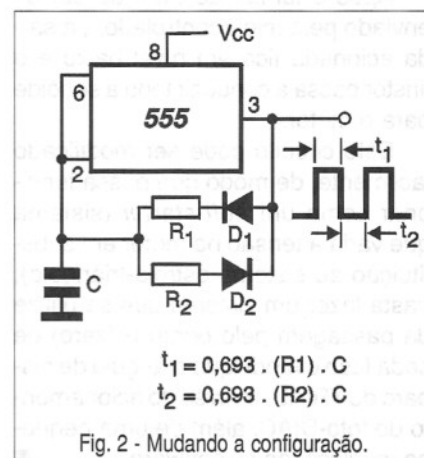 Vcc
8
6
555
3
2
t₁
R₁
D₁
t₂
C
R₂
D₂
t₁ = 0,693 . (R1) . C
t₂ = 0,693 . (R2) . C
Fig. 2 - Mudando a configuração.